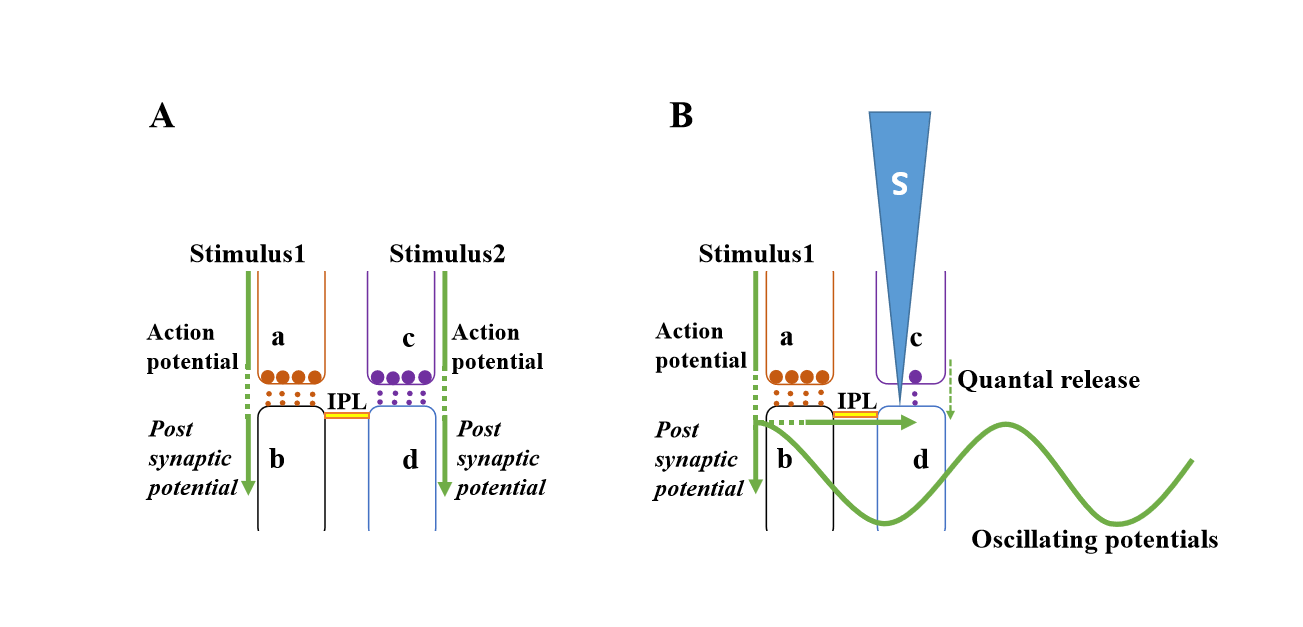 A
Stimulus1
Stimulus2
Action
potential
a
c
Action
potential
IPL
Post
synaptic
potential
b
d
Post
synaptic
potential
B
S
Stimulus1
Action
potential
a
c
Quantal release
IPL
Post
synaptic
potential
b
d
Oscillating potentials